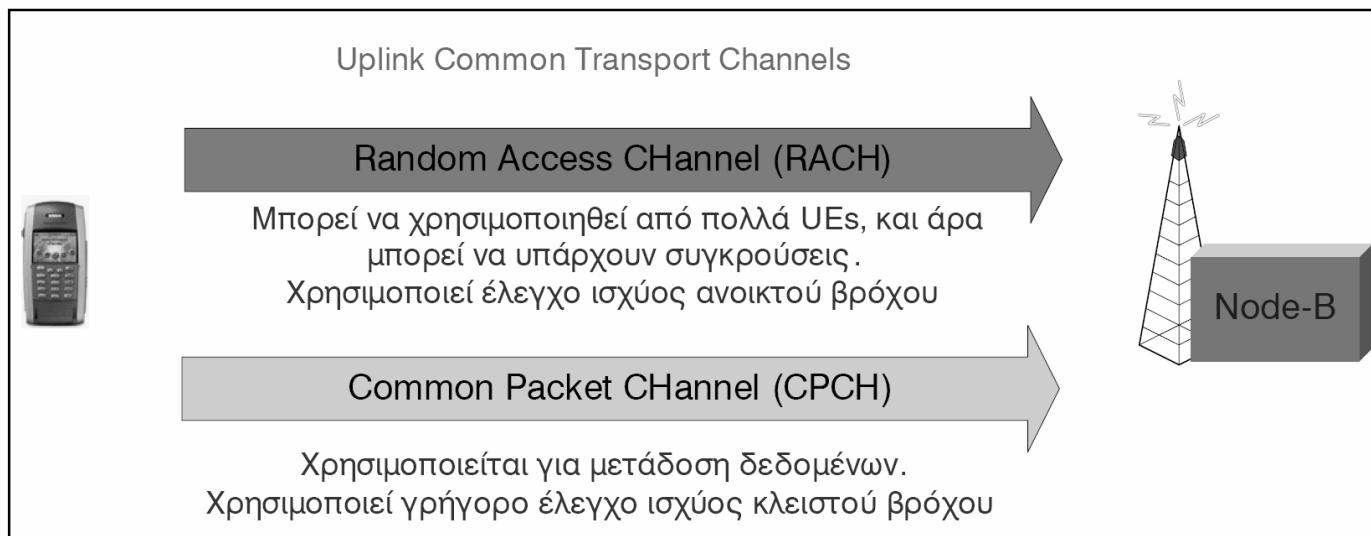 Uplink Common Transport Channels
Random Access CHannel (RACH)
Μπορεί να χρησιμοποιηθεί από πολλά UEs, και άρα
μπορεί να υπάρχουν συγκρούσεις.
Χρησιμοποιεί έλεγχο ισχύος ανοικτού βρόχου
Node-B
Common Packet CHannel (CPCH)
Χρησιμοποιείται για μετάδοση δεδομένων.
Χρησιμοποιεί γρήγορο έλεγχο ισχύος κλειστού βρόχου